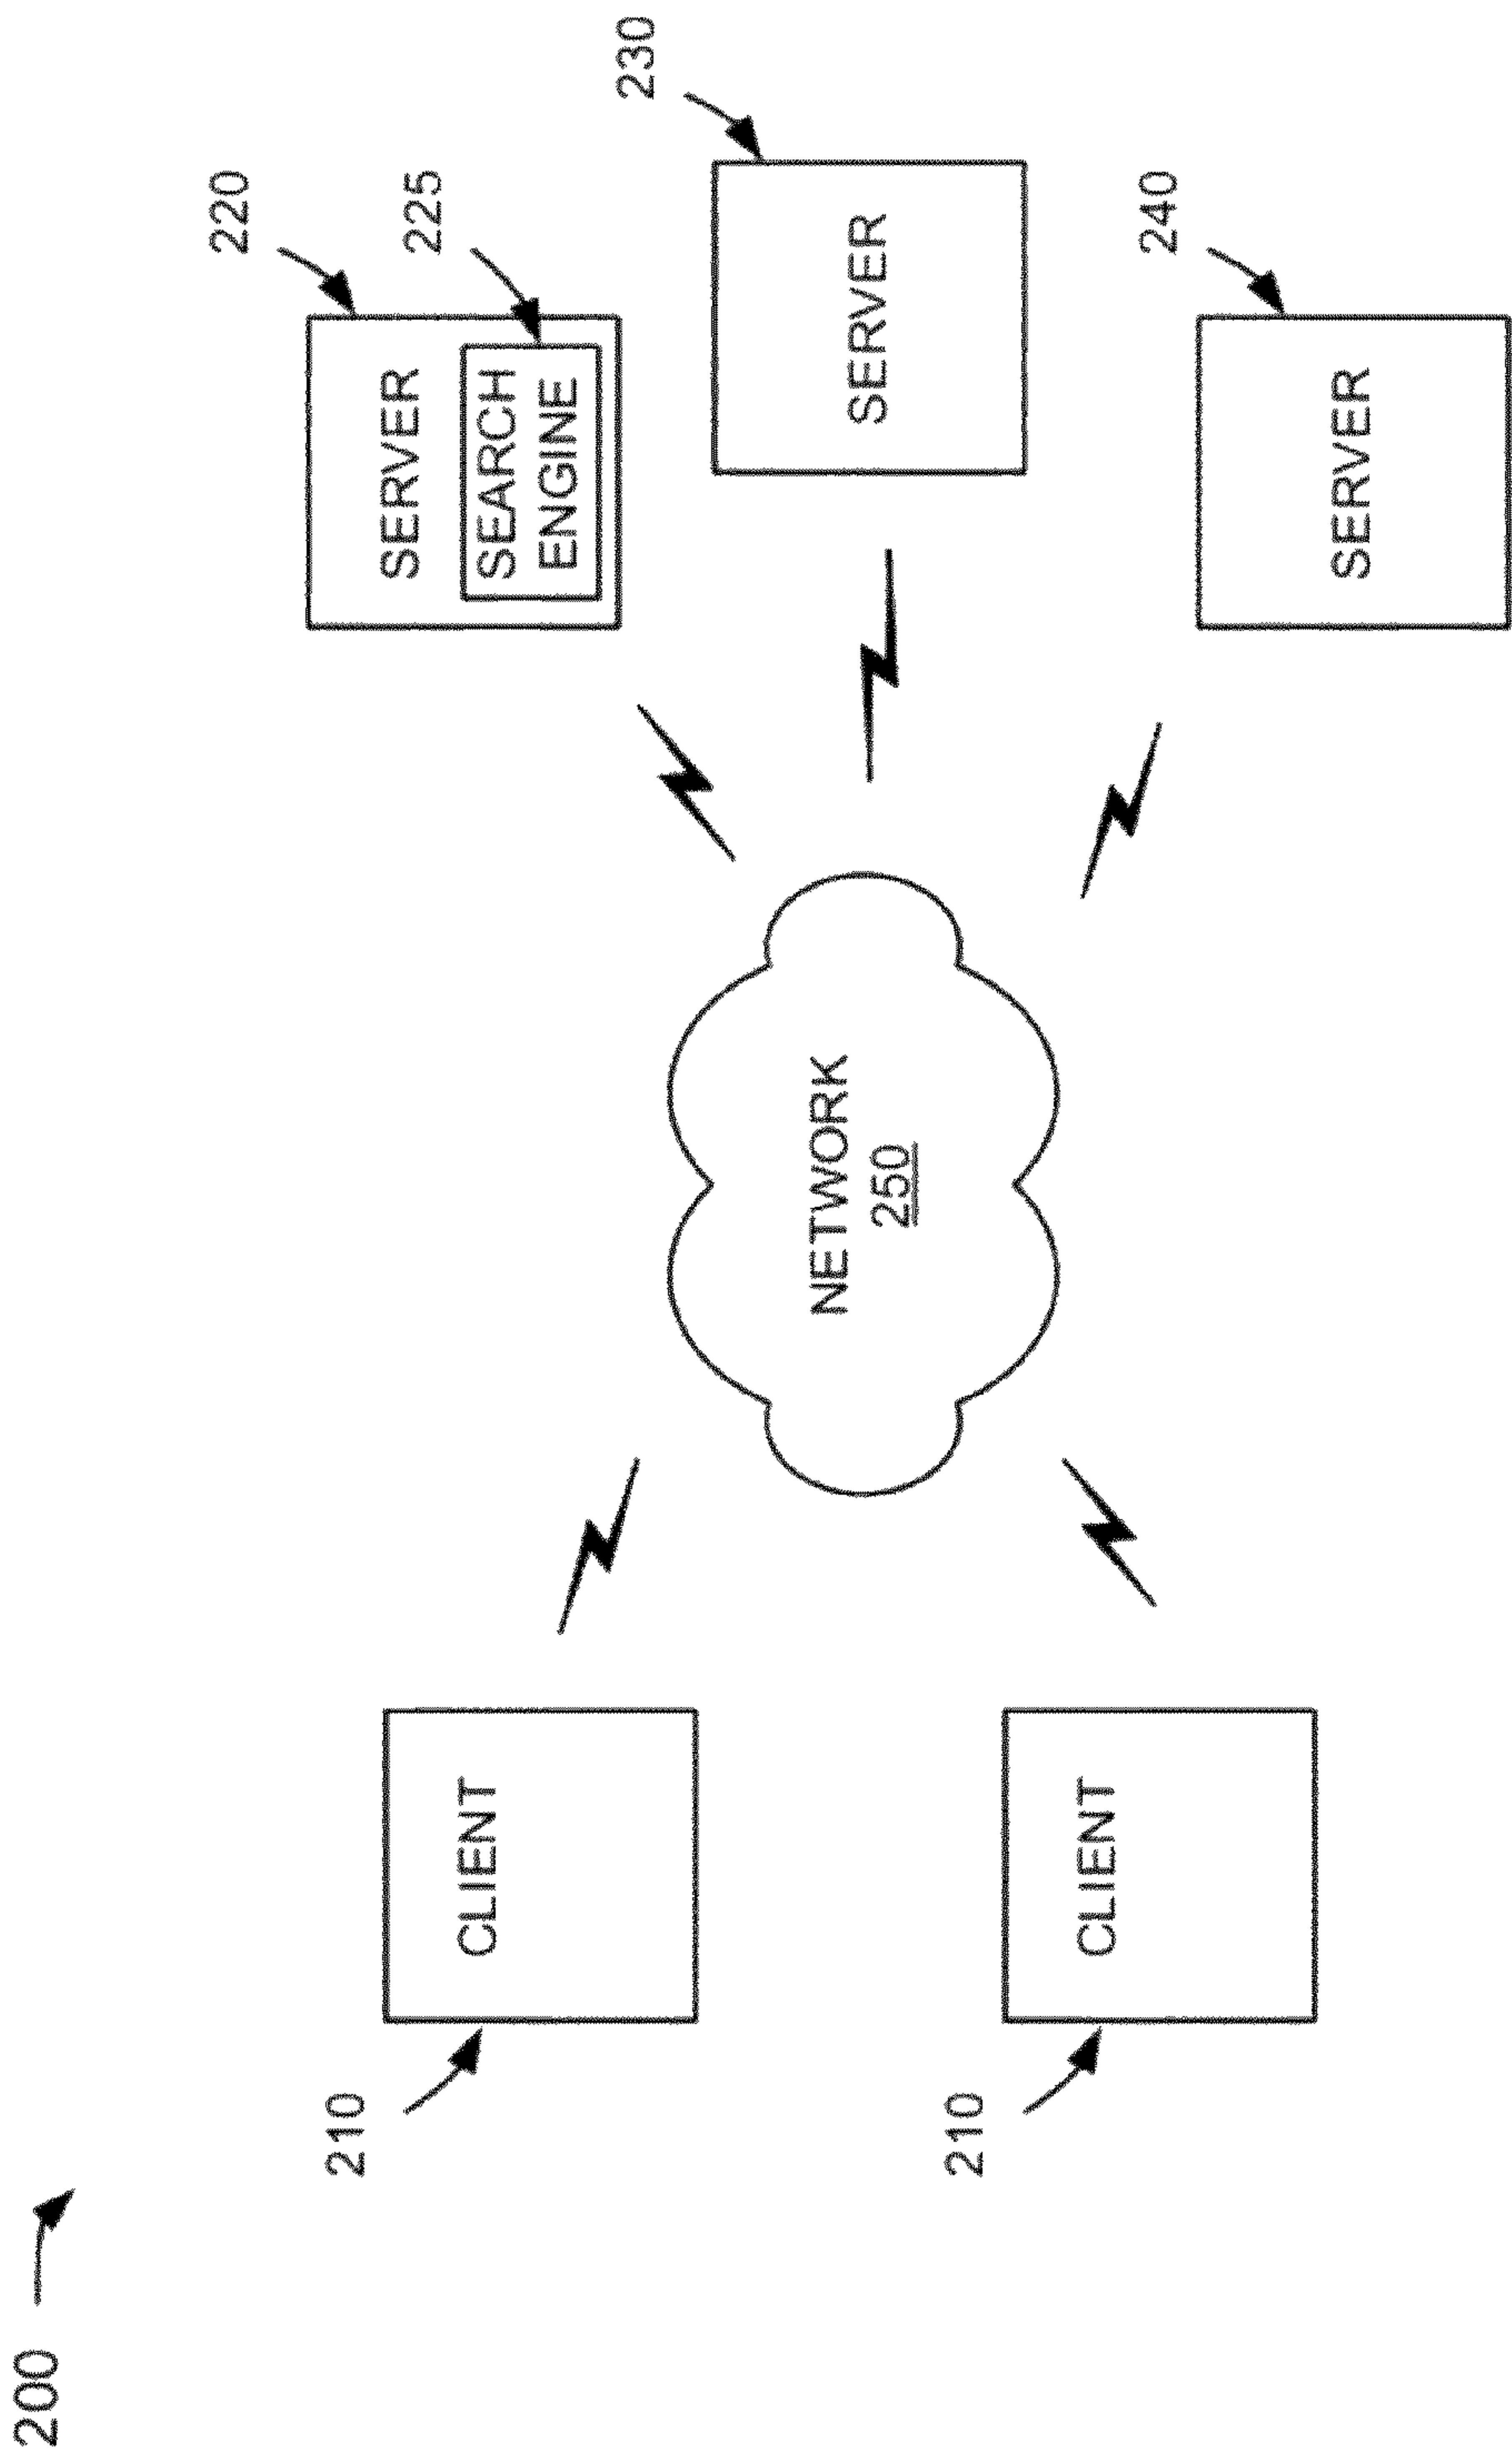 200
210
CLIENT
210
CLIENT
NETWORK
250
220
SERVER
225
SEARCH
ENGINE
230
SERVER
240
SERVER